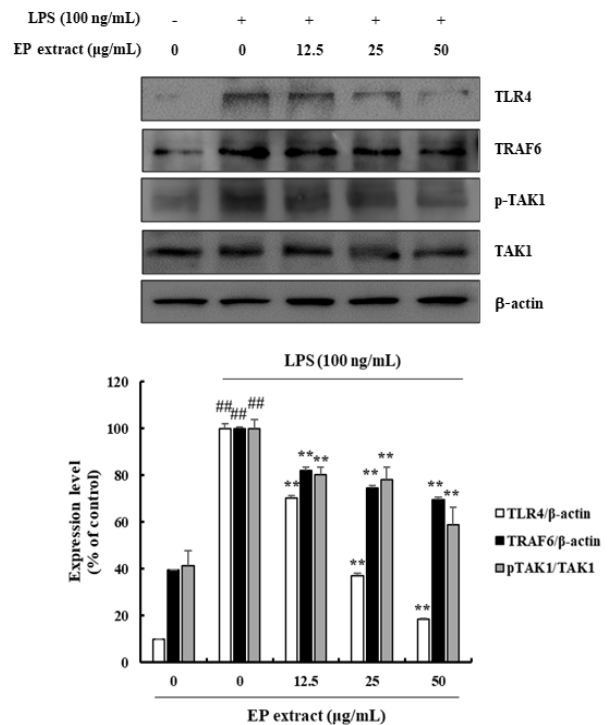 LPS (100 ng/mL) - + + + +
EP extract (μg/mL) 0 0 12.5 25 50
TLR4
TRAF6
p-TAK1
TAK1
β-actin
LPS (100 ng/mL)
Expression level
(% of control)
120
100
80
60
40
20
0
## ## ##
** ** **
** ** **
** ** **
TLR4/β-actin
TRAF6/β-actin
pTAK1/TAK1
0 0 12.5 25 50
EP extract (μg/mL)